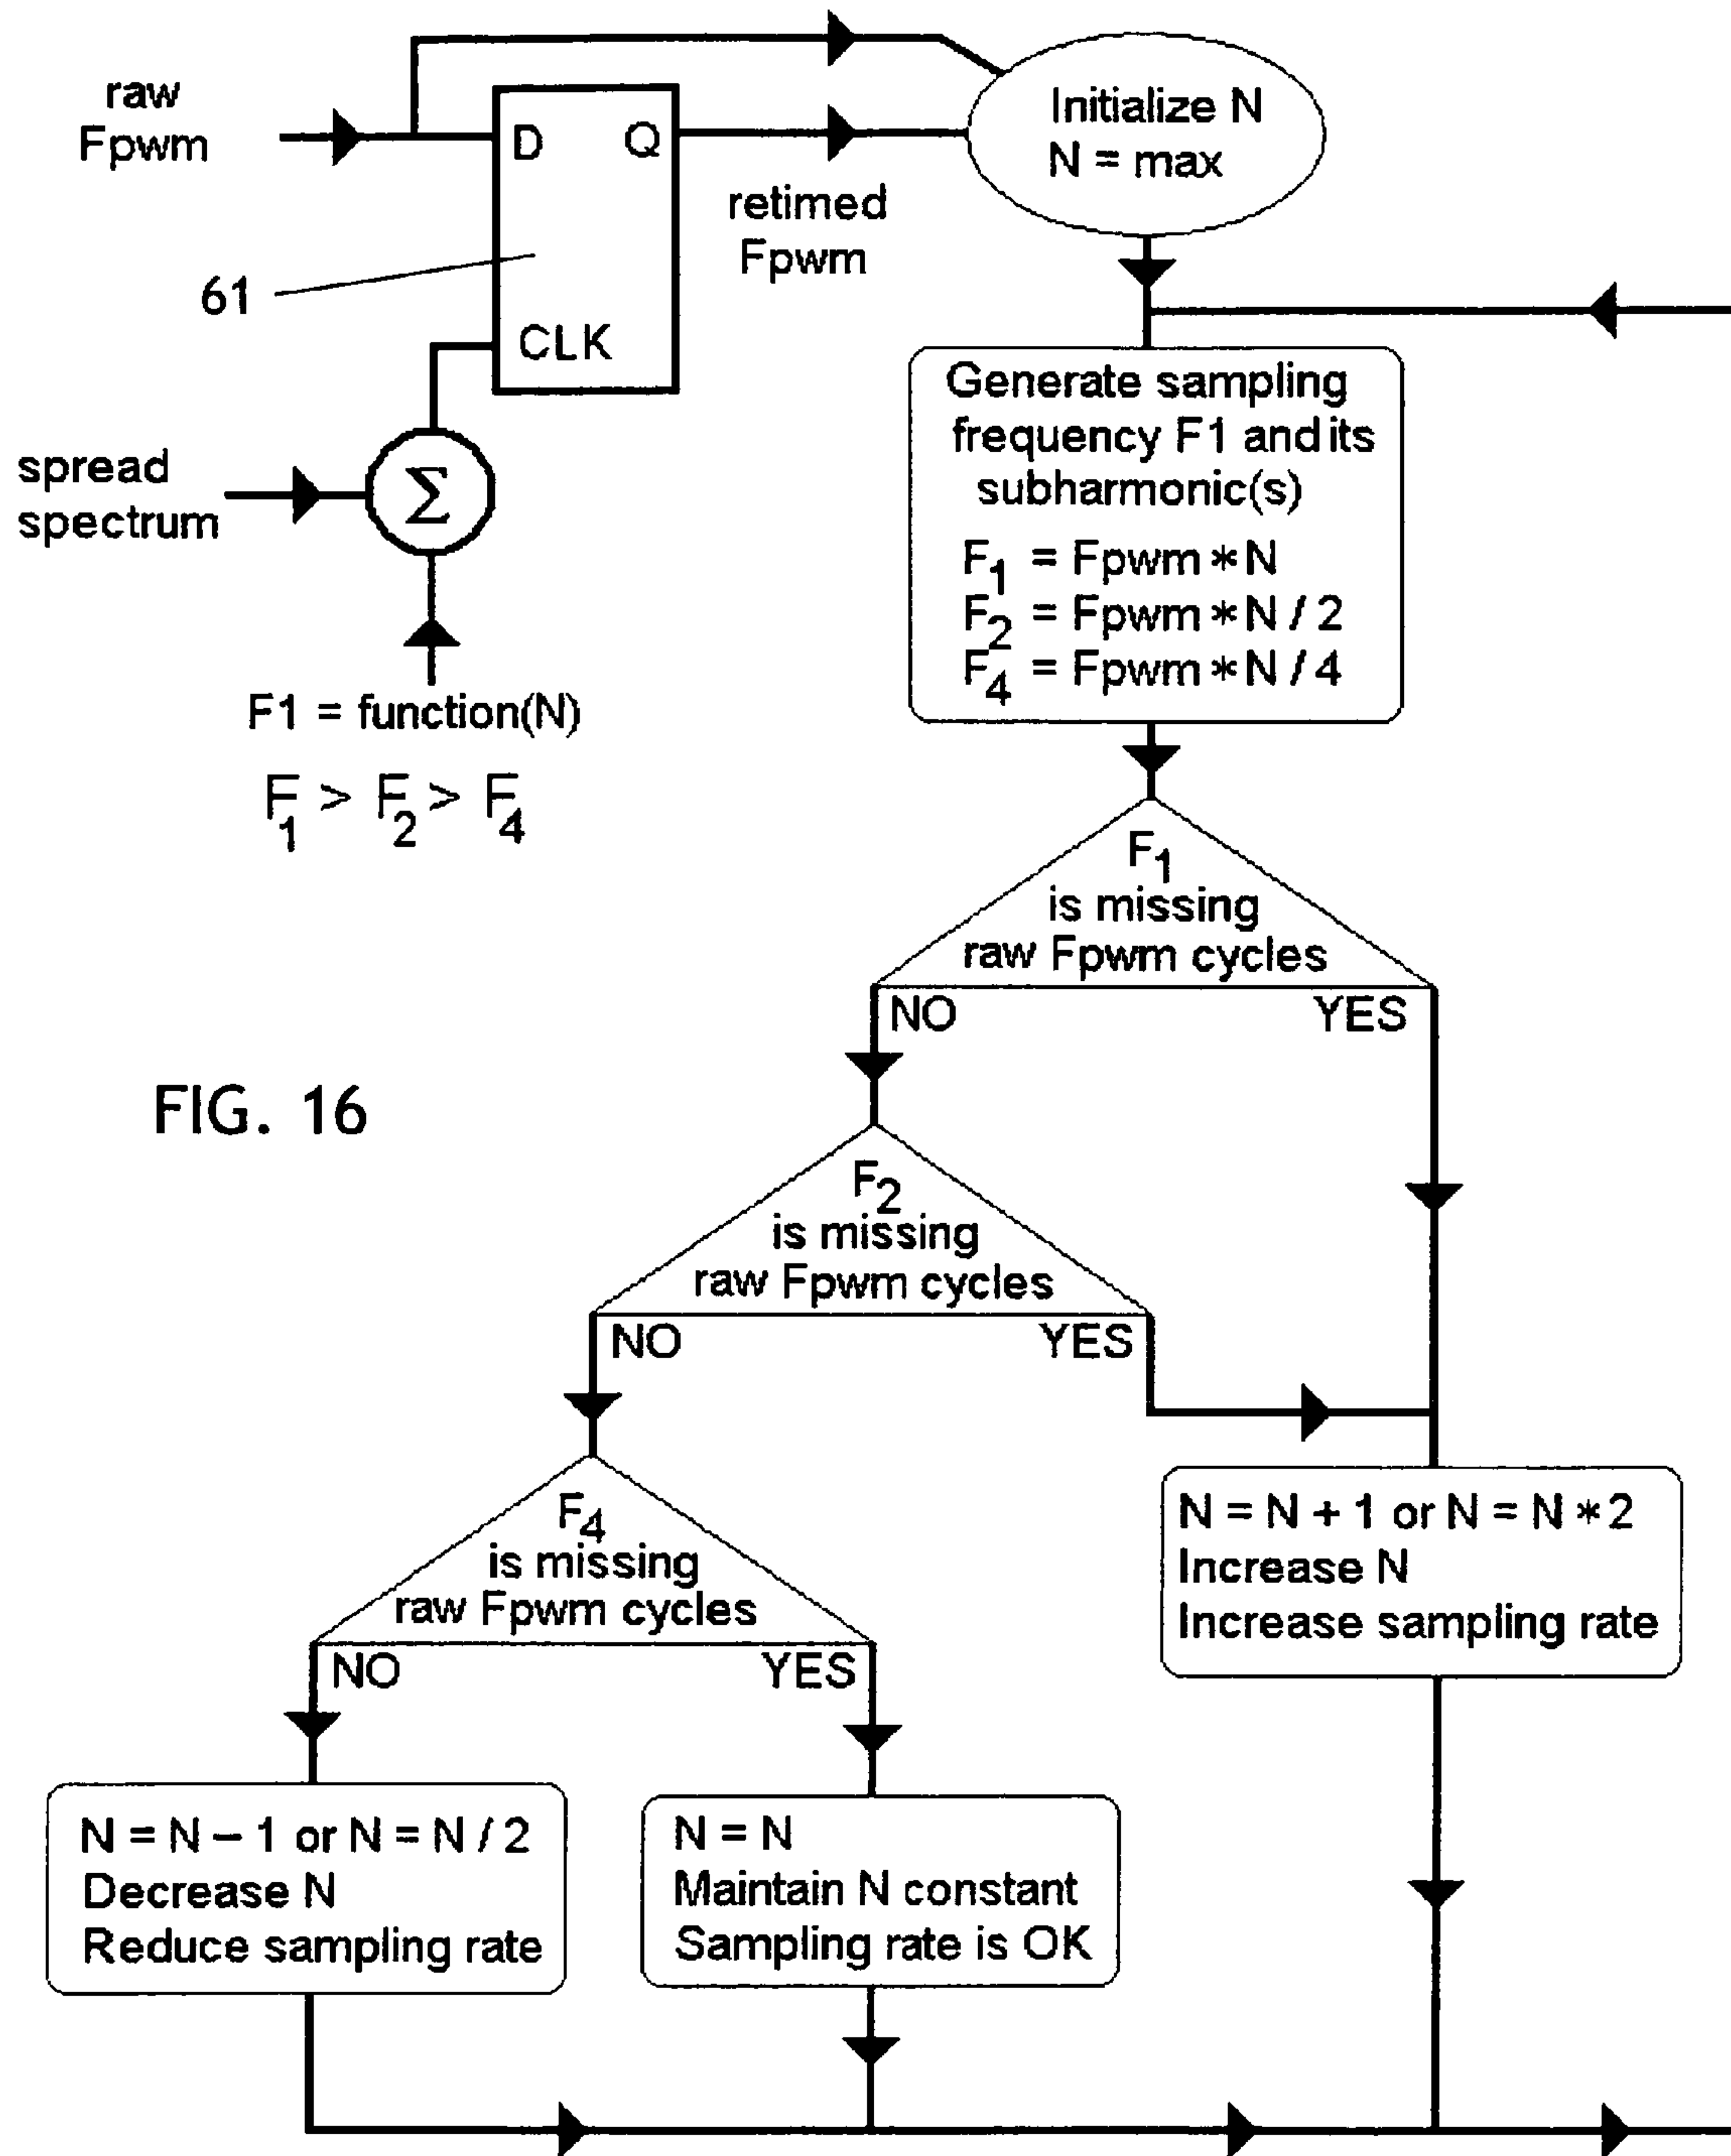 raw
Fpwm
D
Q
61
CLK
retimed
Fpwm
Initialize N
N = max
spread
spectrum
Σ
F1 = function(N)
F1 > F2 > F4
Generate sampling
frequency F1 and its
subharmonic(s)
F1 = Fpwm * N
F2 = Fpwm * N / 2
F4 = Fpwm * N / 4
F1
is missing
raw Fpwm cycles
NO
YES
FIG. 16
F2
is missing
raw Fpwm cycles
NO
YES
F4
is missing
raw Fpwm cycles
NO
YES
N = N + 1 or N = N * 2
Increase N
Increase sampling rate
N = N – 1 or N = N / 2
Decrease N
Reduce sampling rate
N = N
Maintain N constant
Sampling rate is OK